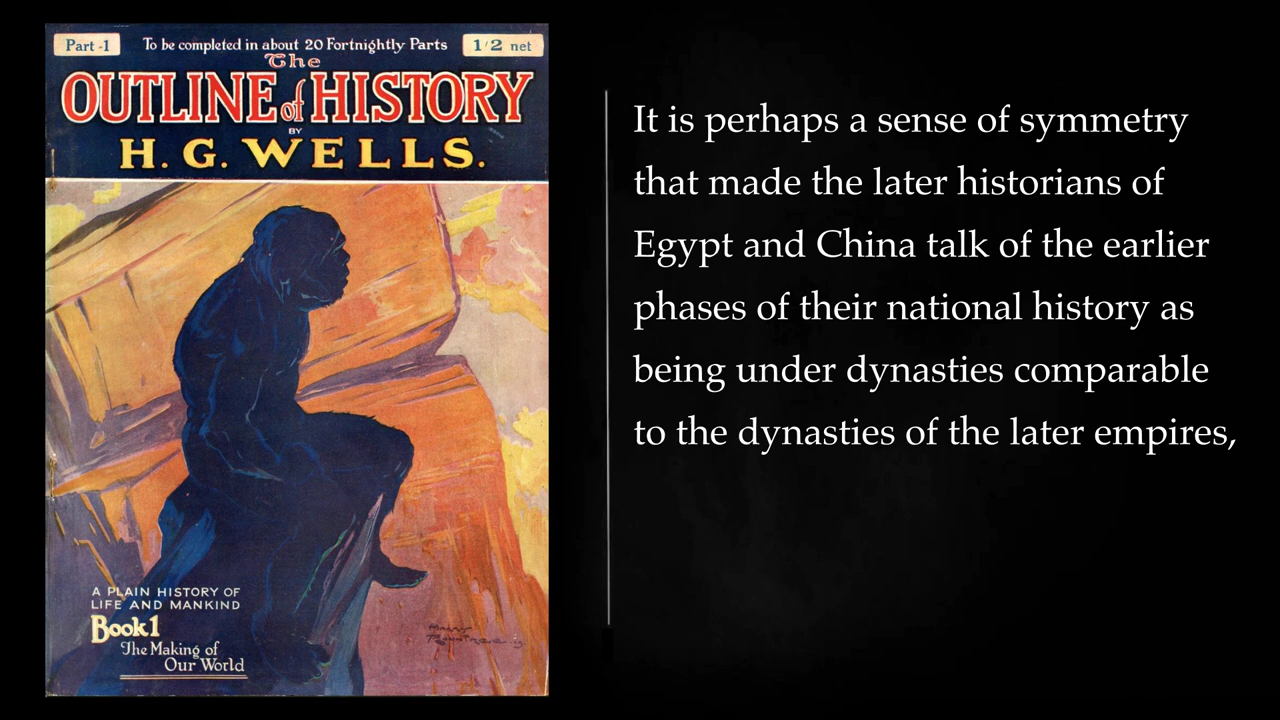 Part -1
To be completed in about 20 Fortnightly Parts
1/2 net
The
OUTLINE of HISTORY
BY
H. G. WELLS.
A PLAIN HISTORY OF
LIFE AND MANKIND
Book 1
The Making of
Our World
It is perhaps a sense of symmetry
that made the later historians of
Egypt and China talk of the earlier
phases of their national history as
being under dynasties comparable
to the dynasties of the later empires,